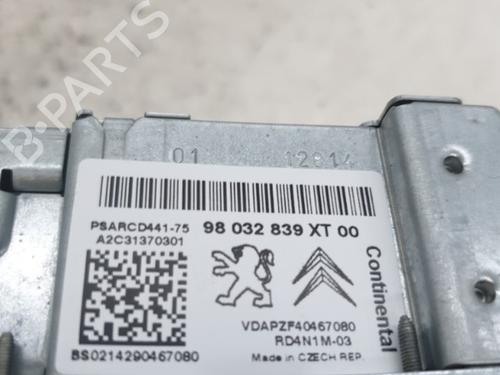 B-PARTS
01 12814
PSARCD441-75
98 032 839 XT 00
A2C31370301
Continental
VDAPZF40467080
RD4N1M-03
BS0214290467080
Made in CZECH REP.